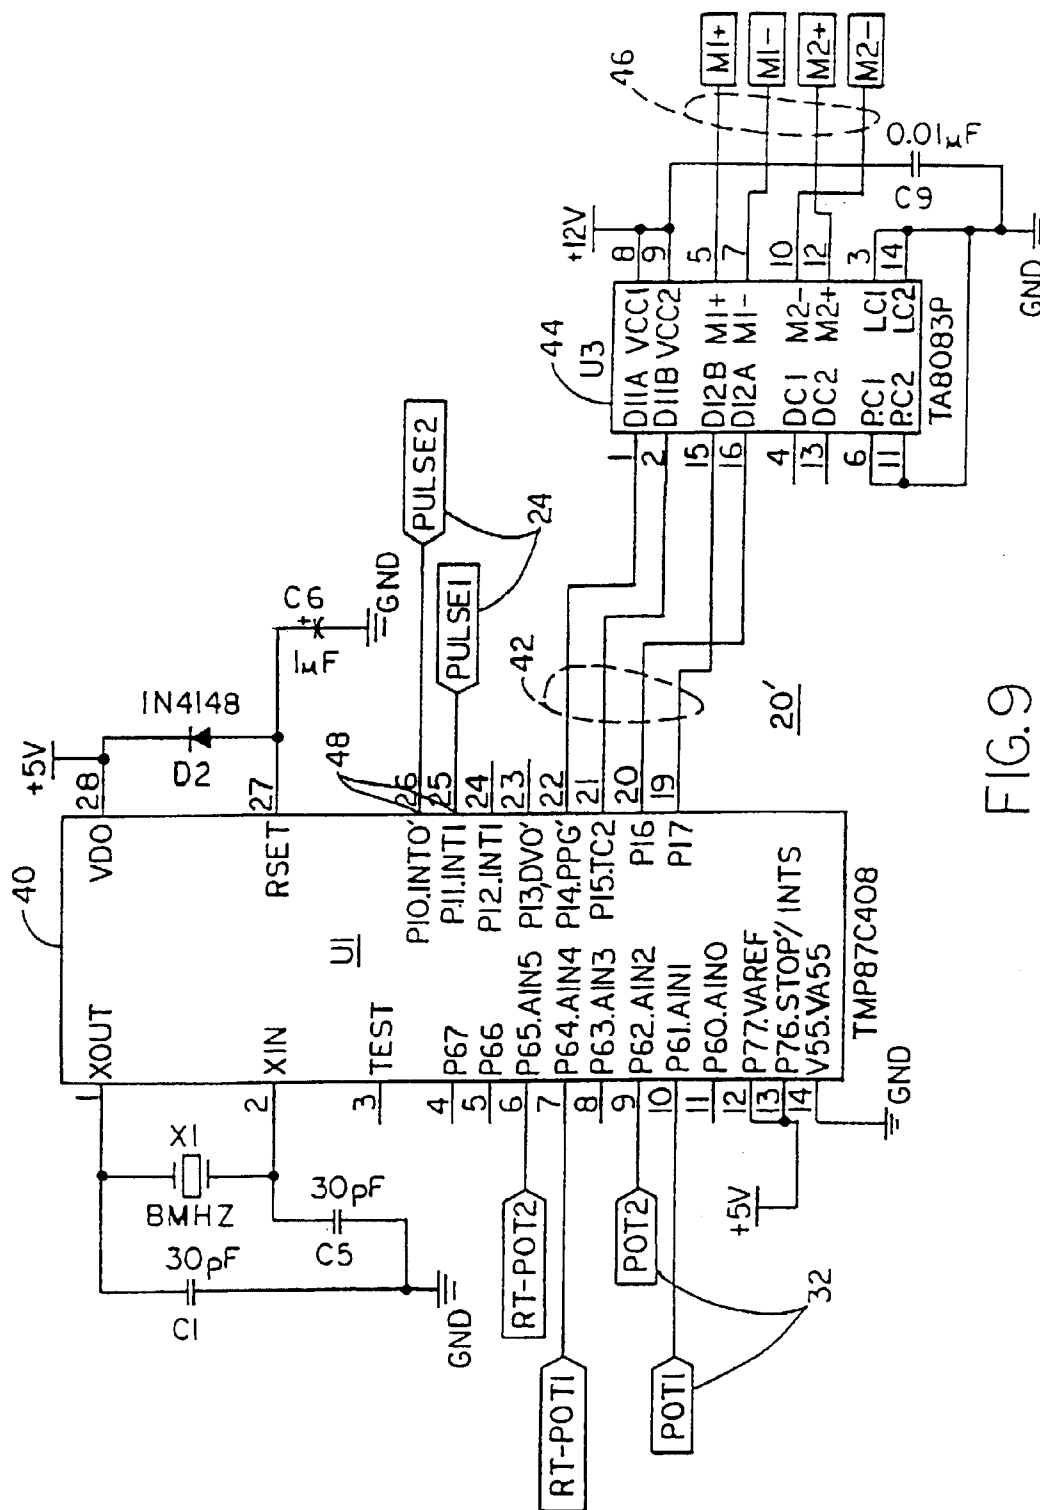 40
XOUT
XIN
TEST
P67
P66
P65.AIN5
P64.AIN4
P63.AIN3
P62.AIN2
P61.AIN1
P60.AIN0
P77.VAREF
P76.STOP'/INTS
V55.VA55
VDO
RSET
P10.INTO'
P.11.INT1
P12.INT1
P13,DVO'
P14.PPG'
P15.TC2
P16
P17
U1
TMP87C408
1
2
3
4
5
6
7
8
9
10
11
12
13
14
28
27
26
25
24
23
22
21
20
19
X1
8MHZ
30pF
C1
30pF
C5
GND
RT-POT1
RT-POT2
POT1
POT2
32
+5V
GND
+5V
1N4148
D2
C6
+
1µF
GND
48
PULSE2
PULSE1
24
42
20'
44
U3
D11A VCC1
D11B VCC2
D12B M1+
D12A M1-
DC1 M2-
DC2 M2+
P.C1 LC1
P.C2 LC2
TA8083P
1
2
15
16
4
13
6
11
8
9
5
7
10
12
3
14
+12V
46
M1+
M1-
M2+
M2-
0.01µF
C9
GND
FIG.9